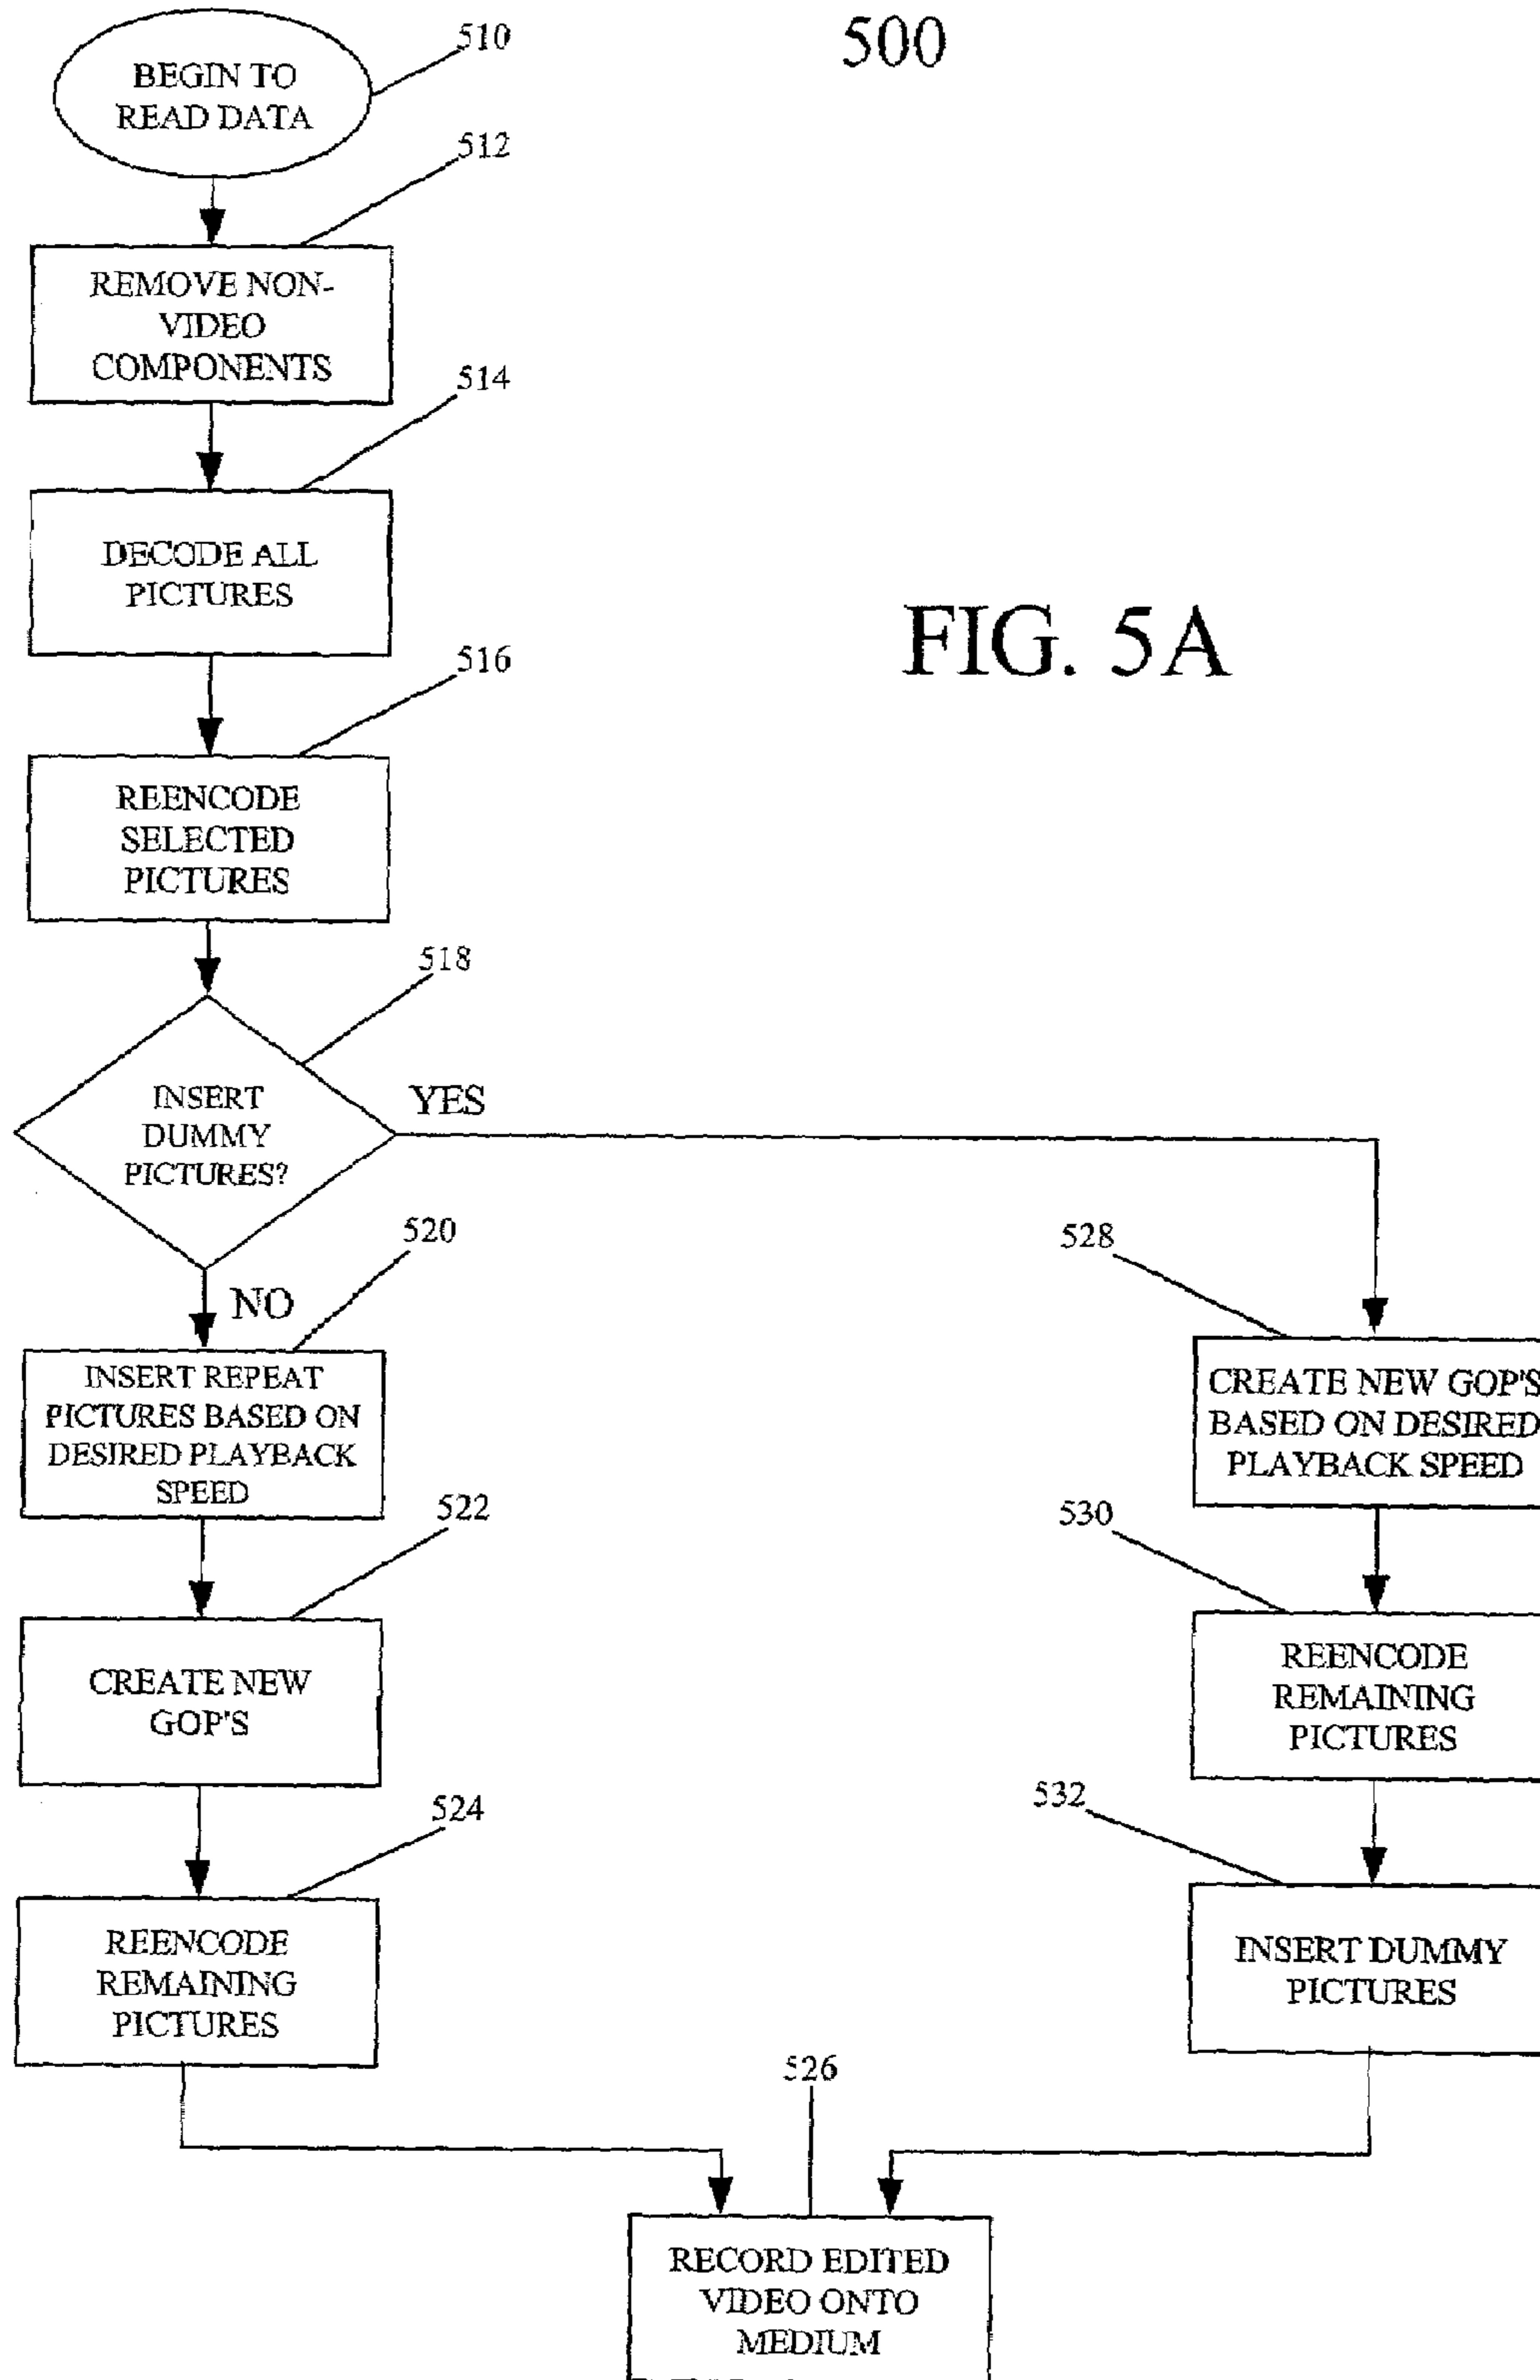 500
510
BEGIN TO
READ DATA
512
REMOVE NON-
VIDEO
COMPONENTS
514
DECODE ALL
PICTURES
FIG. 5A
516
REENCODE
SELECTED
PICTURES
518
INSERT
DUMMY
PICTURES?
YES
NO
520
INSERT REPEAT
PICTURES BASED ON
DESIRED PLAYBACK
SPEED
522
CREATE NEW
GOP'S
524
REENCODE
REMAINING
PICTURES
528
CREATE NEW GOP'S
BASED ON DESIRED
PLAYBACK SPEED
530
REENCODE
REMAINING
PICTURES
532
INSERT DUMMY
PICTURES
526
RECORD EDITED
VIDEO ONTO
MEDIUM